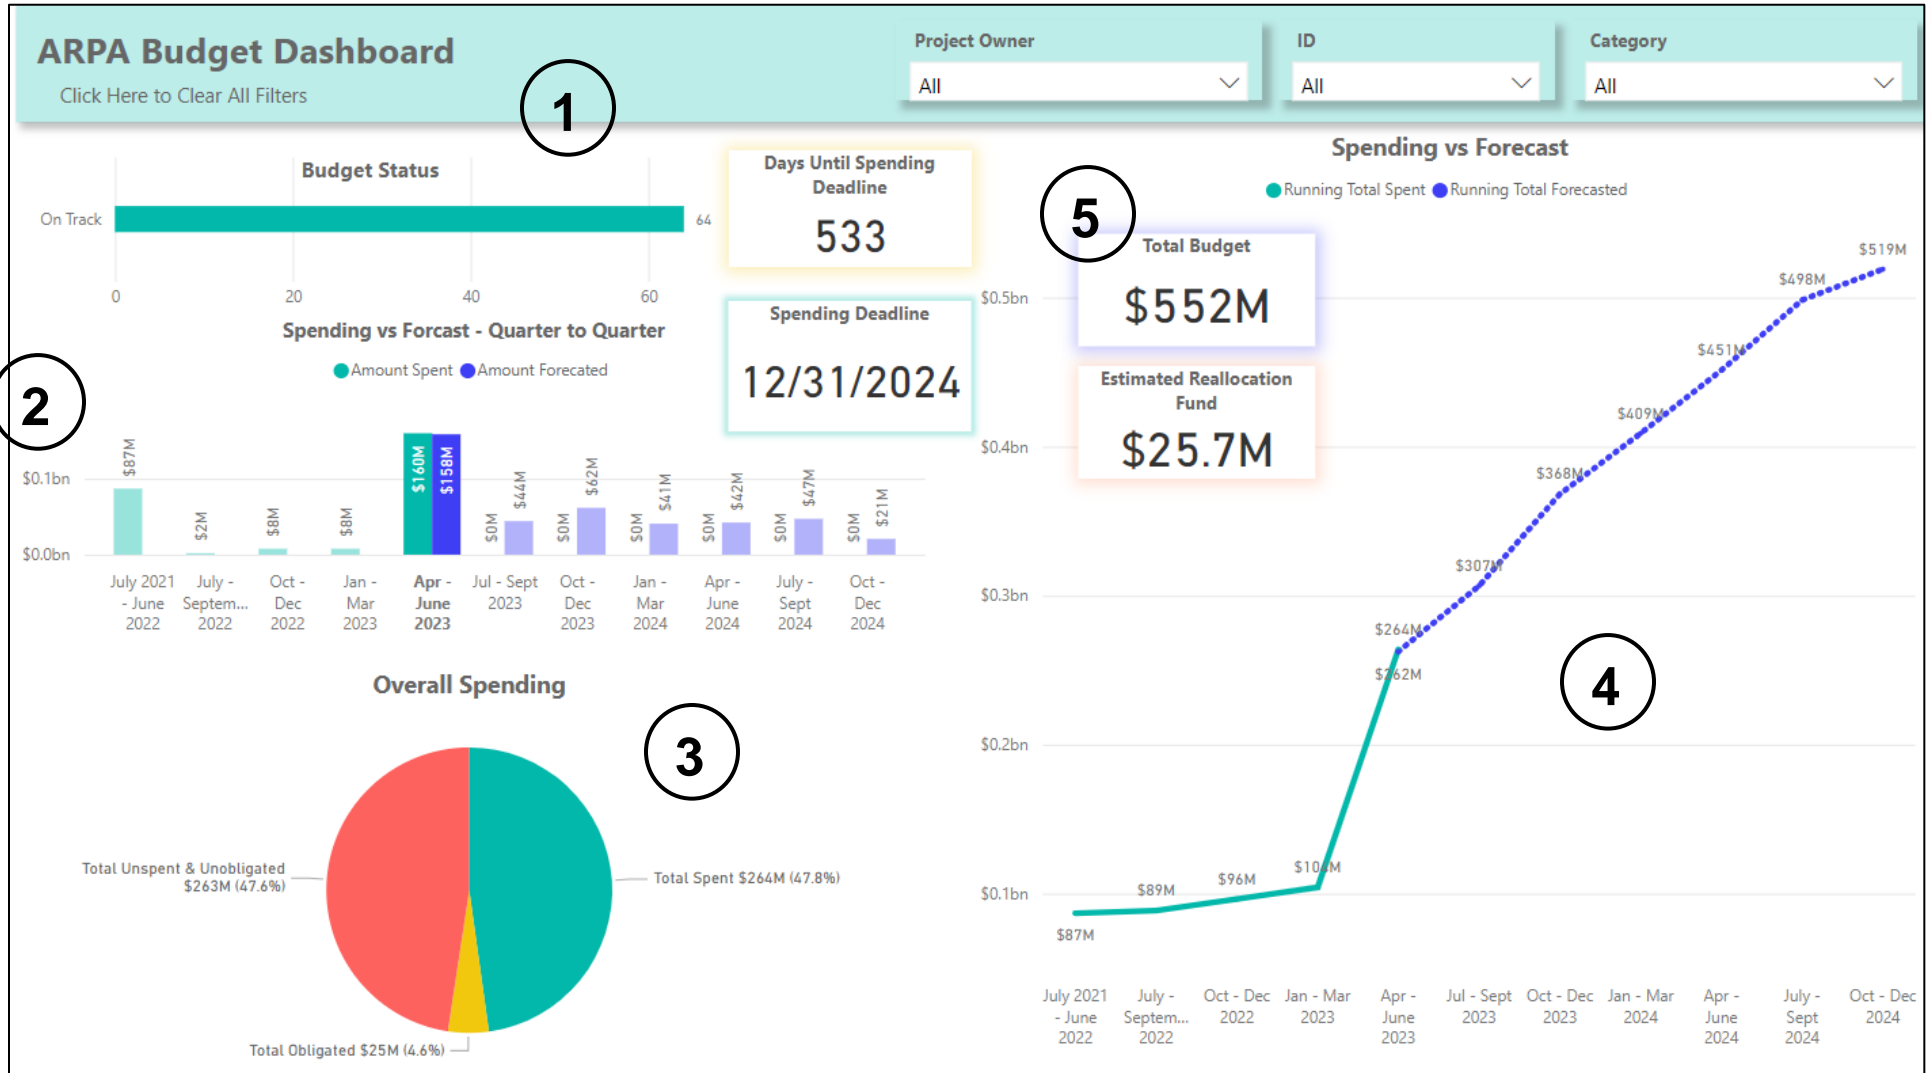 ARPA Budget Dashboard
Click Here to Clear All Filters
Project Owner
All
ID
All
Category
All
1
Budget Status
On Track
64
0
20
40
60
Days Until Spending
Deadline
533
Spending Deadline
12/31/2024
2
Spending vs Forcast - Quarter to Quarter
Amount Spent
Amount Forecated
$0.1bn
$0.0bn
$87M
$2M
$8M
$8M
$160M
$158M
$0M
$44M
$0M
$62M
$0M
$41M
$0M
$42M
$0M
$47M
$0M
$21M
July 2021
- June
2022
July -
Septem...
2022
Oct -
Dec
2022
Jan -
Mar
2023
Apr -
June
2023
Jul - Sept
2023
Oct -
Dec
2023
Jan -
Mar
2024
Apr -
June
2024
July -
Sept
2024
Oct -
Dec
2024
Overall Spending
3
Total Unspent & Unobligated
$263M (47.6%)
Total Spent $264M (47.8%)
Total Obligated $25M (4.6%)
Spending vs Forecast
Running Total Spent
Running Total Forecasted
5
Total Budget
$552M
Estimated Reallocation
Fund
$25.7M
$0.5bn
$0.4bn
$0.3bn
$0.2bn
$0.1bn
$87M
$89M
$96M
$104M
$264M
$262M
$307M
$368M
$409M
$451M
$498M
$519M
4
July 2021
- June
2022
July -
Septem...
2022
Oct - Dec
2022
Jan - Mar
2023
Apr -
June
2023
Jul - Sept
2023
Oct - Dec
2023
Jan - Mar
2024
Apr -
June
2024
July -
Sept
2024
Oct - Dec
2024